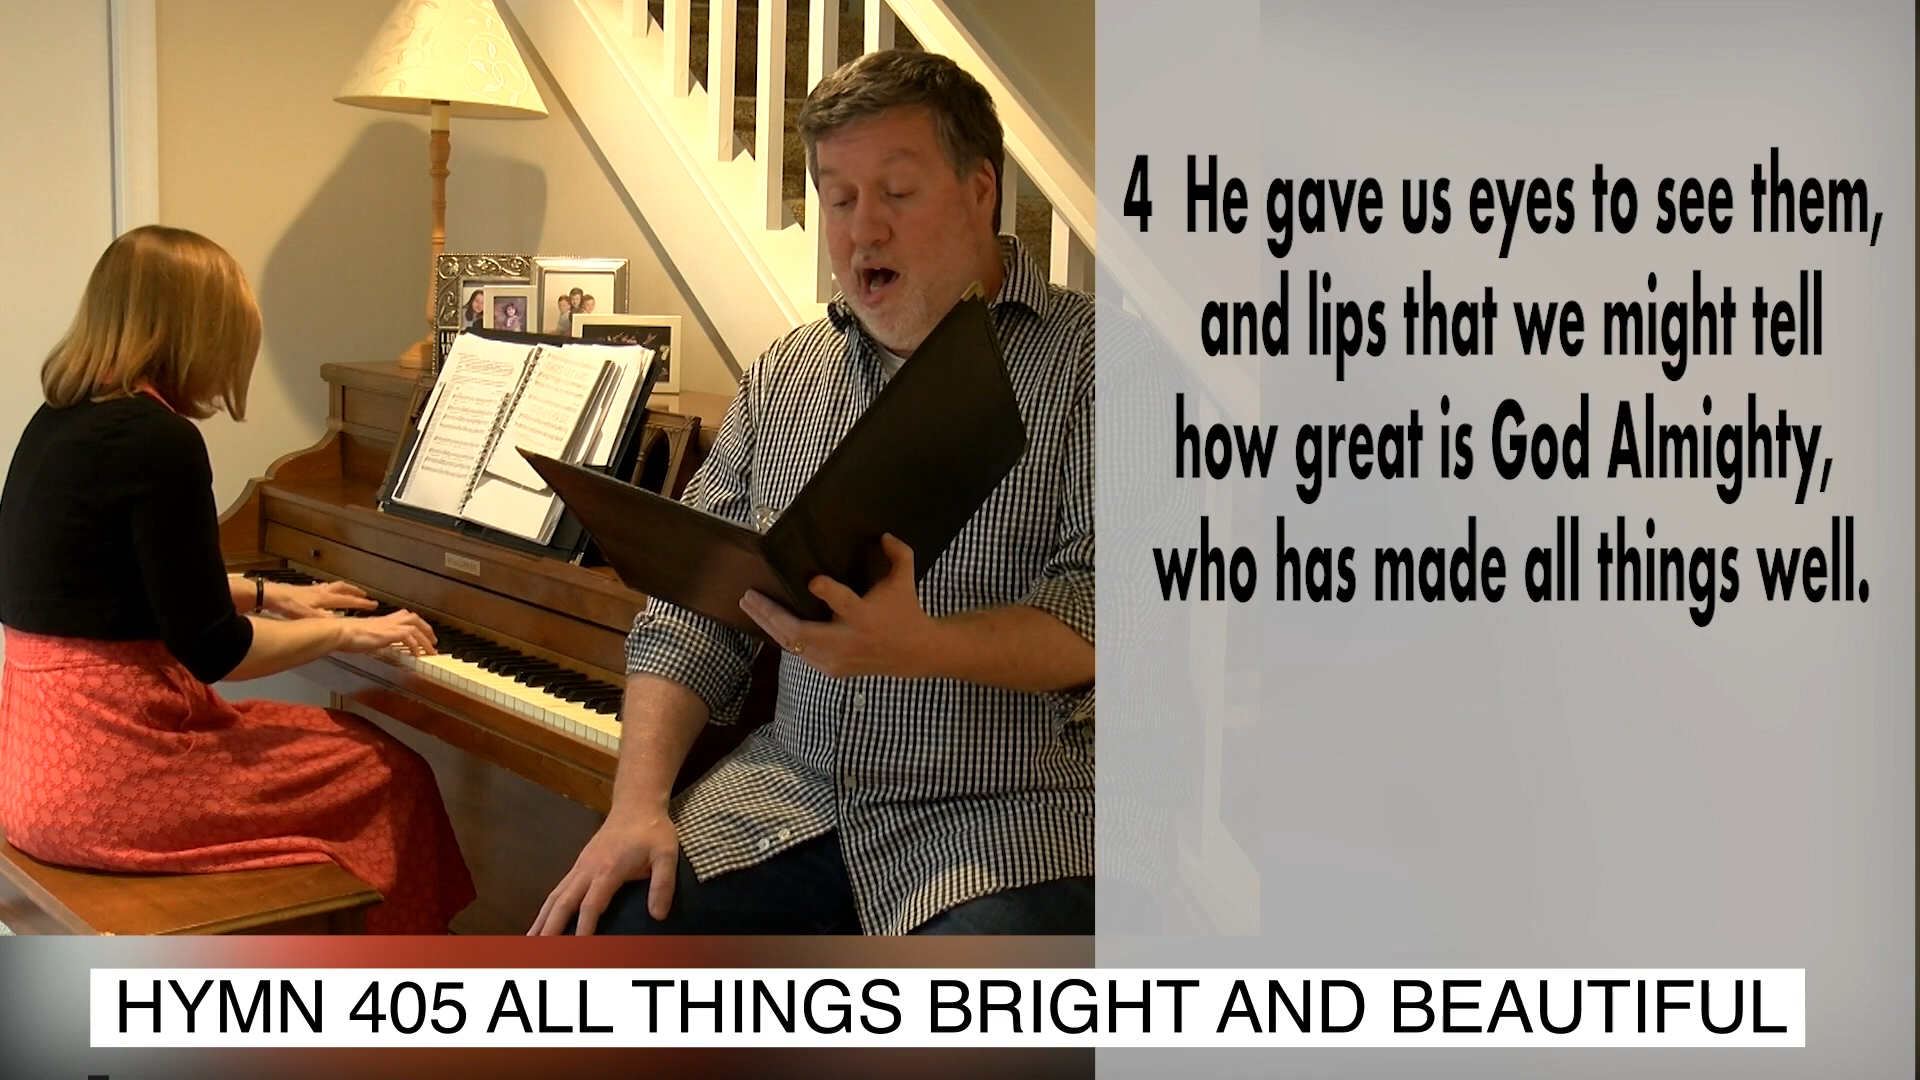 4 He gave us eyes to see them,
and lips that we might tell
how great is God Almighty,
who has made all things well.
HYMN 405 ALL THINGS BRIGHT AND BEAUTIFUL